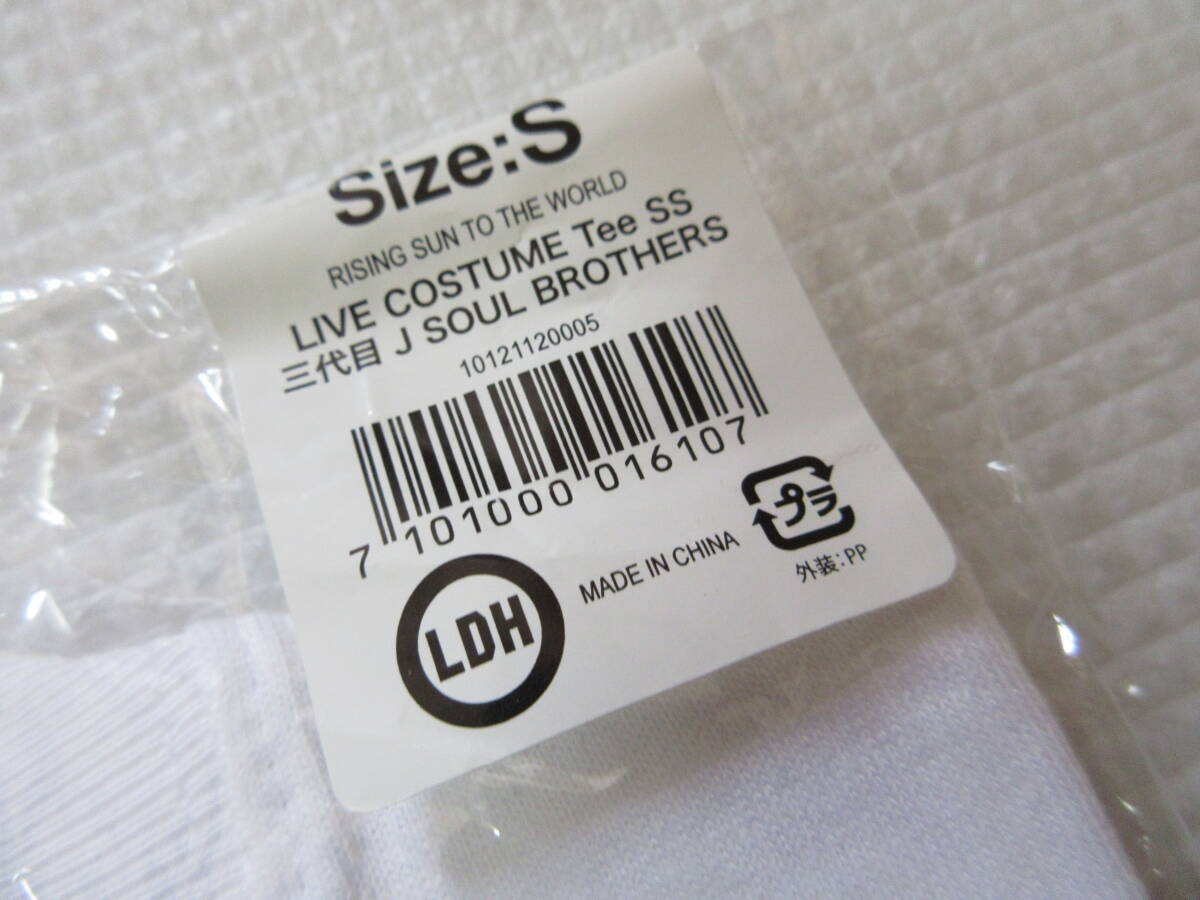 Size:S
RISING SUN TO THE WORLD
LIVE COSTUME Tee SS
三代目 J SOUL BROTHERS
10121120005
7 101000 016107
LDH
MADE IN CHINA
プラ
外装:PP